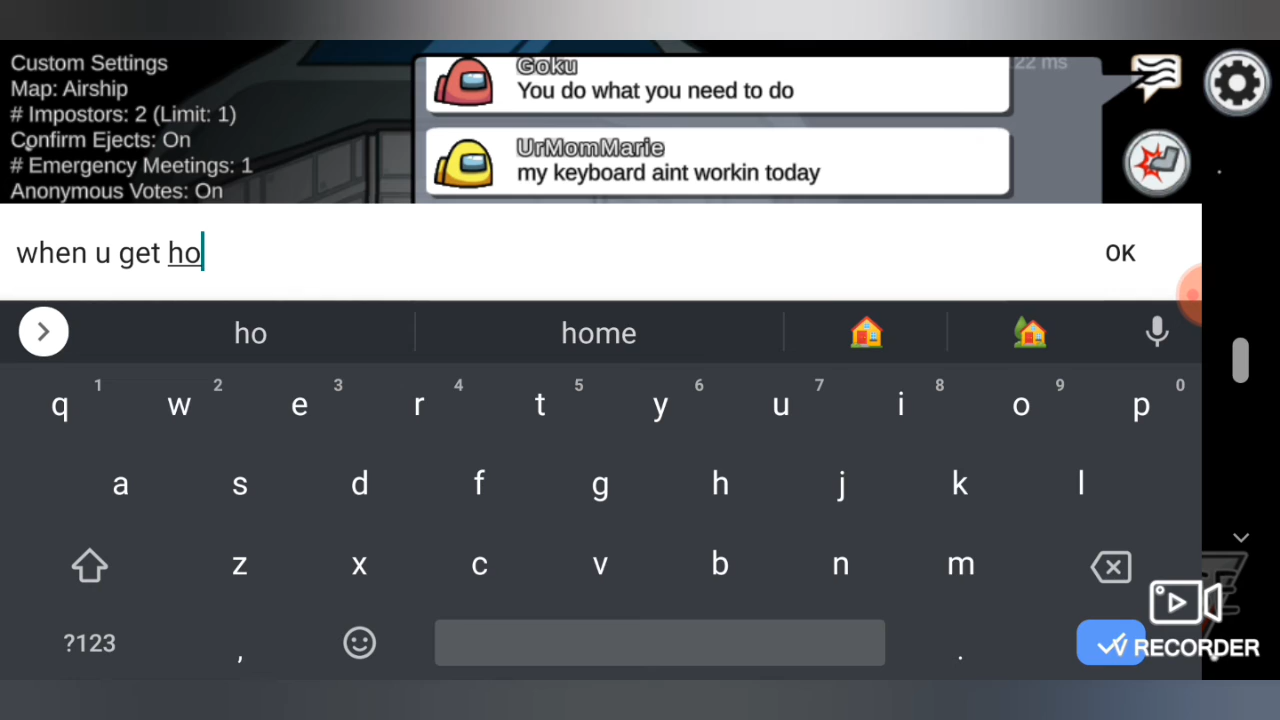 Custom Settings
Map: Airship
# Impostors: 2 (Limit: 1)
Confirm Ejects: On
# Emergency Meetings: 1
Anonymous Votes: On
Goku
You do what you need to do
22 ms
UrMomMarie
my keyboard aint workin today
when u get ho
OK
ho
home
q 1 w 2 e 3 r 4 t 5 y 6 u 7 i 8 o 9 p 0
a s d f g h j k l
z x c v b n m
?123 , .
RECORDER